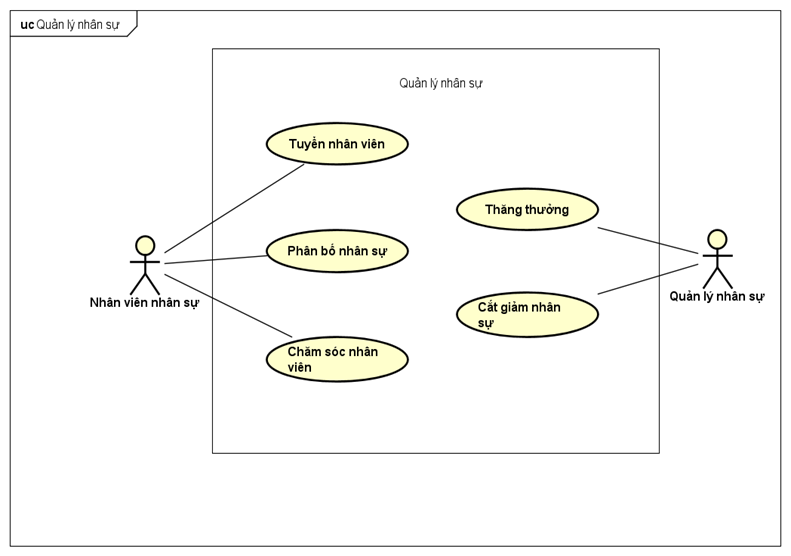 uc Quản lý nhân sự
Quản lý nhân sự
Tuyển nhân viên
Thăng thưởng
Phân bổ nhân sự
Nhân viên nhân sự
Quản lý nhân sự
Cắt giảm nhân
sự
Chăm sóc nhân
viên